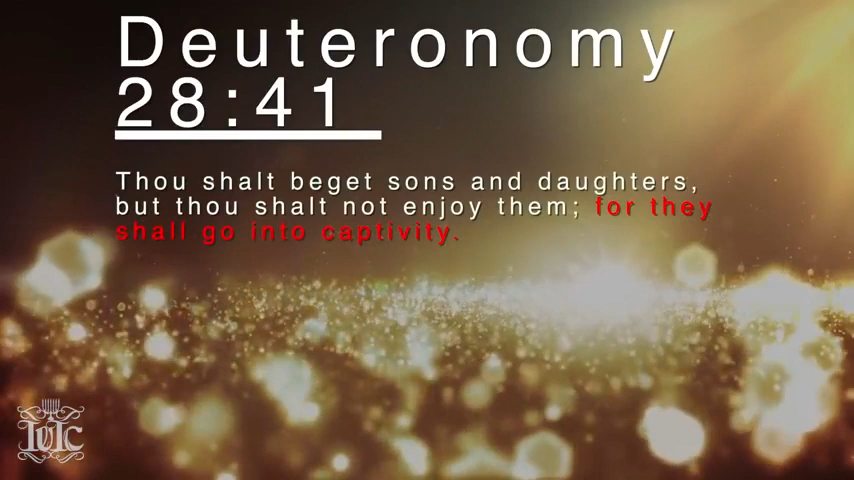 Deuteronomy
28:41
Thou shalt beget sons and daughters,
but thou shalt not enjoy them; for they
shall go into captivity.
IUIC